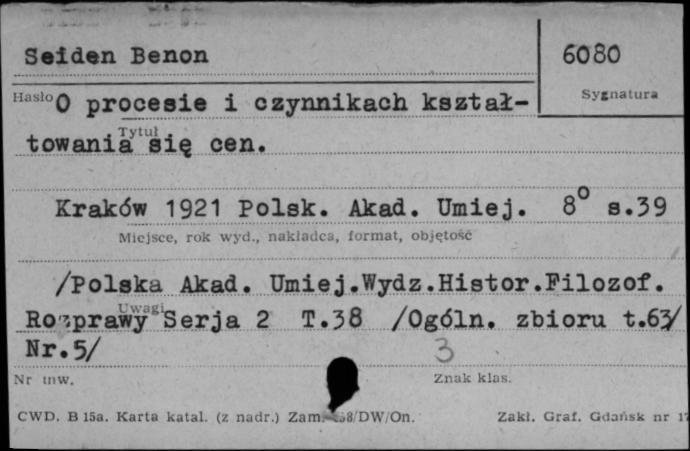 Seiden Benon
6080
Hasło
Sygnatura
O procesie i czynnikach kształ-
Tytuł
towania się cen.
Kraków 1921 Polsk. Akad. Umiej. 8° s.39
Miejsce, rok wyd., nakładca, format, objętość
/Polska Akad. Umiej.Wydz.Histor.Filozof.
Uwagi
Rozprawy Serja 2 T.38 /Ogóln. zbioru t.63/
Nr.5/
3
Nr inw.
Znak klas.
CWD. B 15a. Karta katal. (z nadr.) Zam. /DW/On.
Zakł. Graf. Gdańsk nr